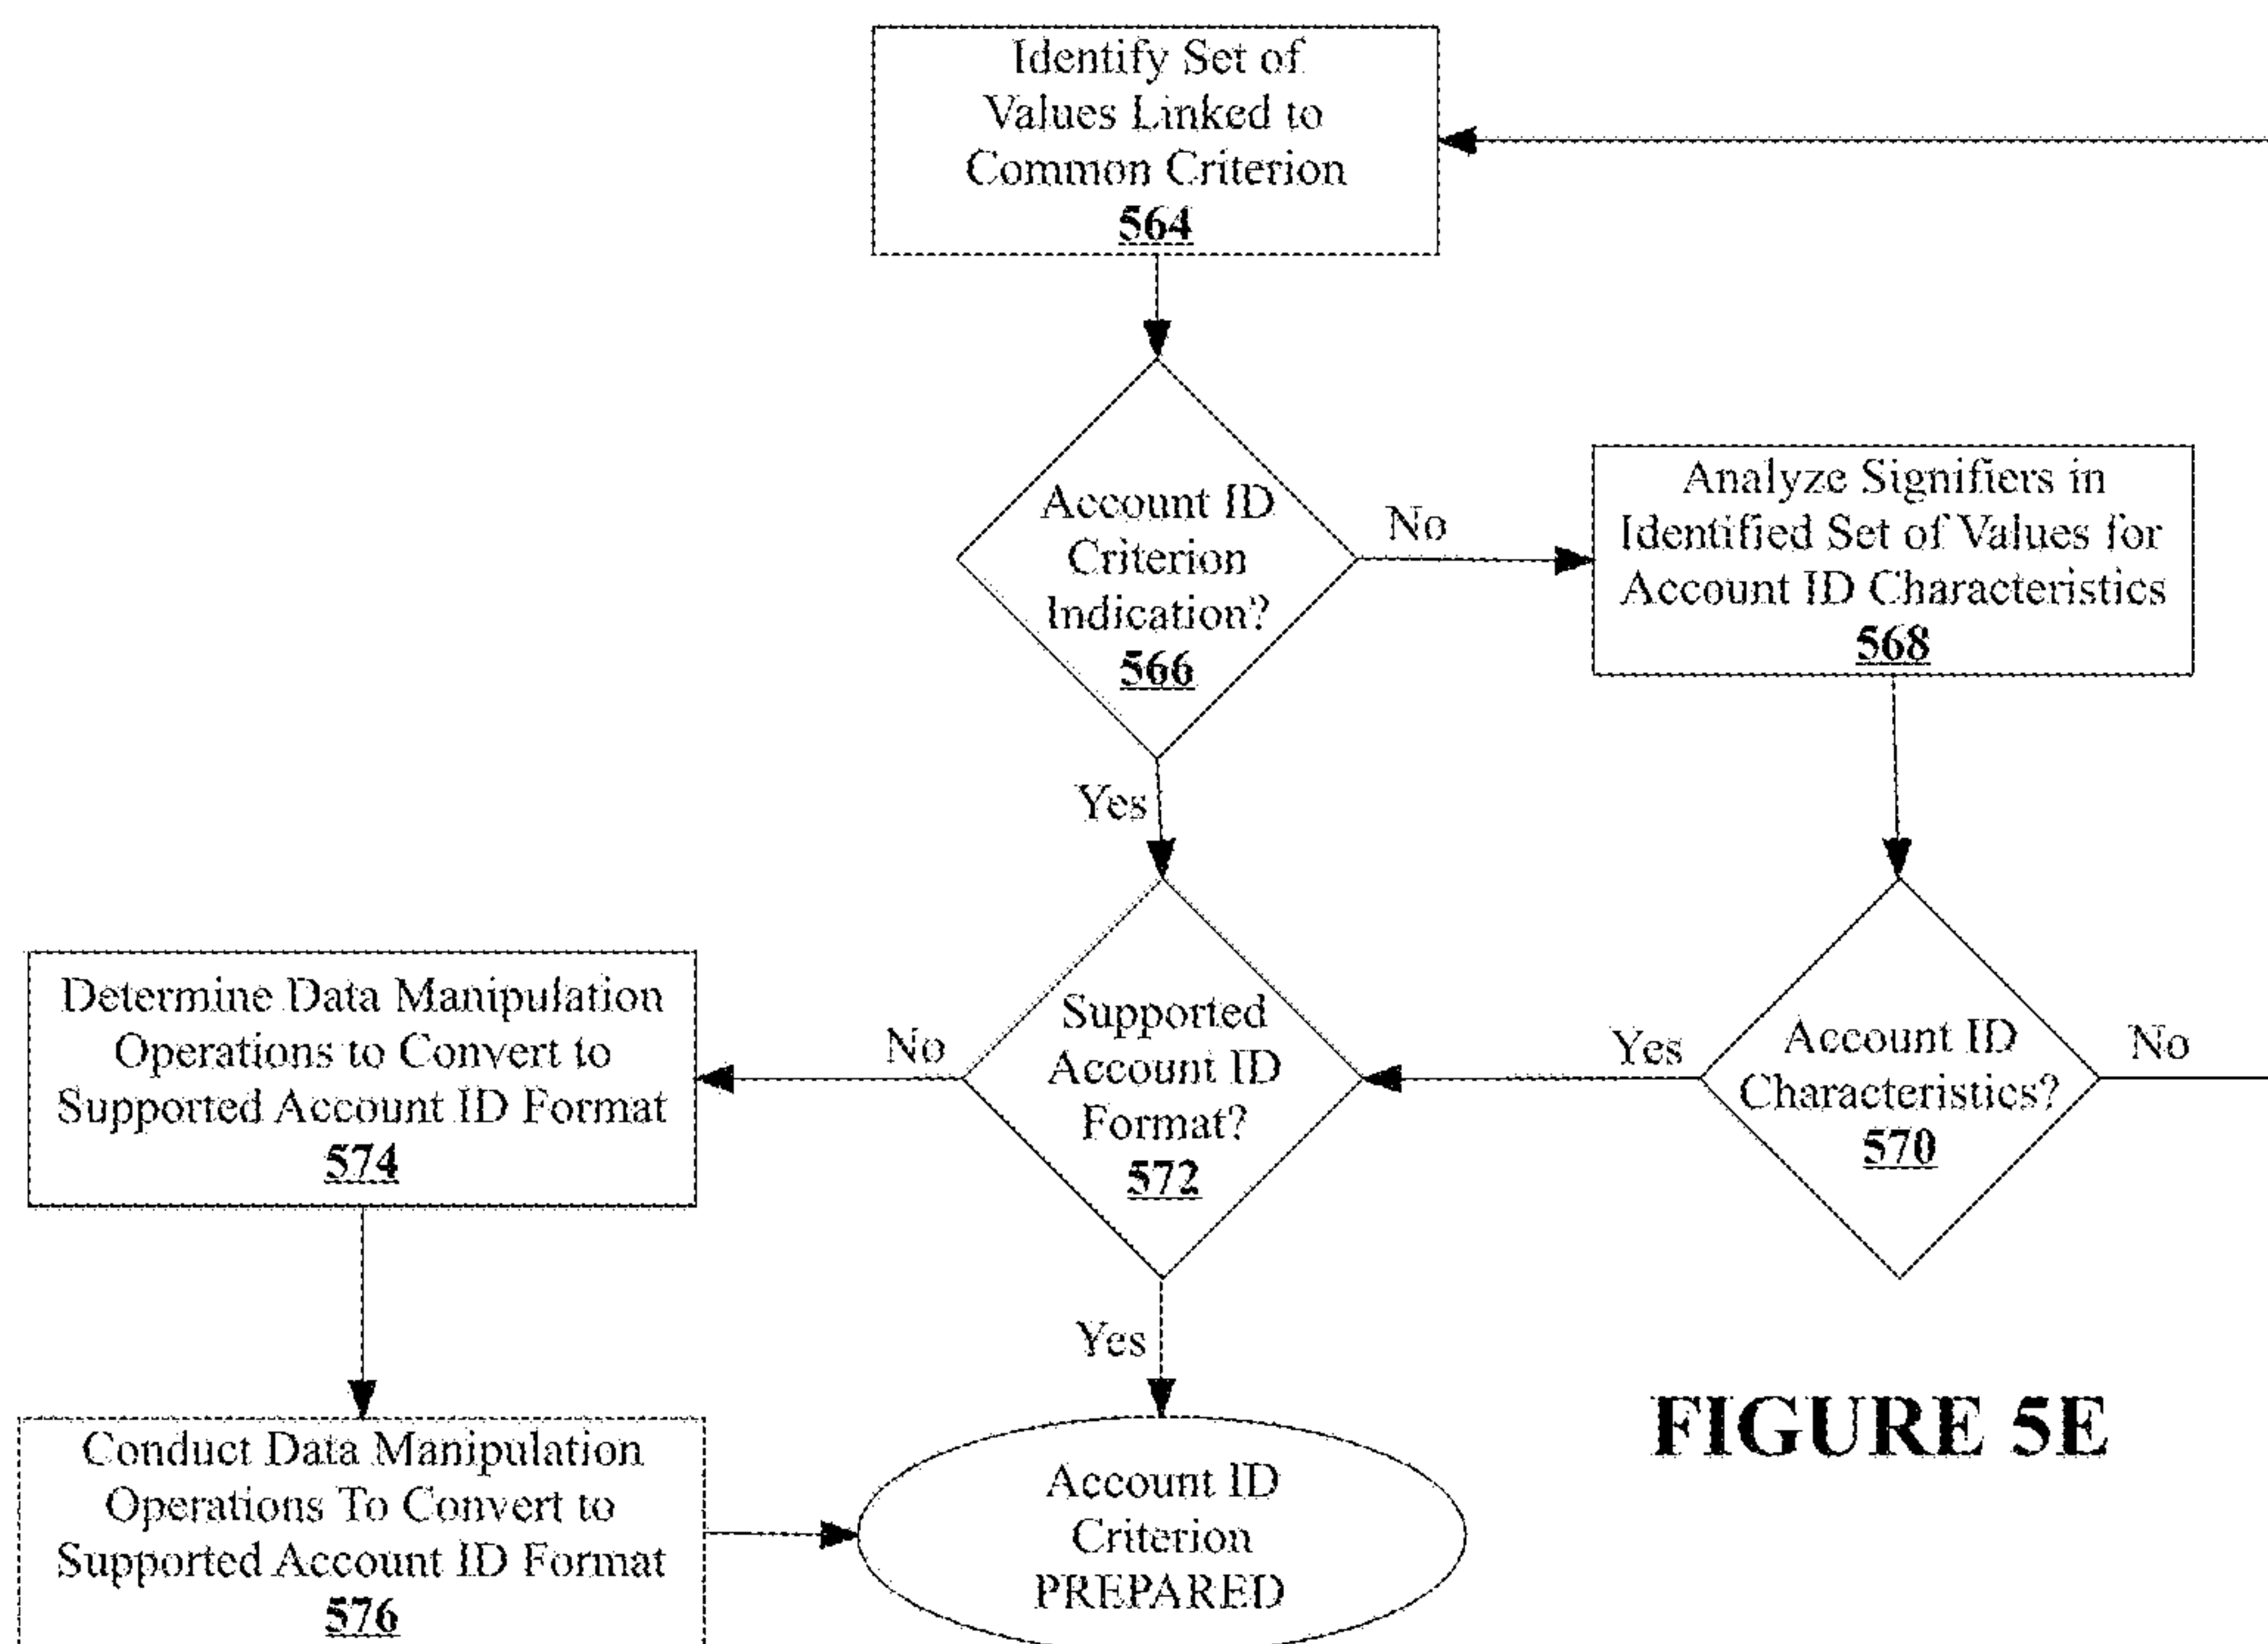 Identify Set of
Values Linked to
Common Criterion
564
Account ID
Criterion
Indication?
566
No
Analyze Signifiers in
Identified Set of Values for
Account ID Characteristics
568
Yes
Determine Data Manipulation
Operations to Convert to
Supported Account ID Format
574
No
Supported
Account ID
Format?
572
Yes
Account ID
Characteristics?
570
No
Yes
Conduct Data Manipulation
Operations To Convert to
Supported Account ID Format
576
Account ID
Criterion
PREPARED
FIGURE 5E